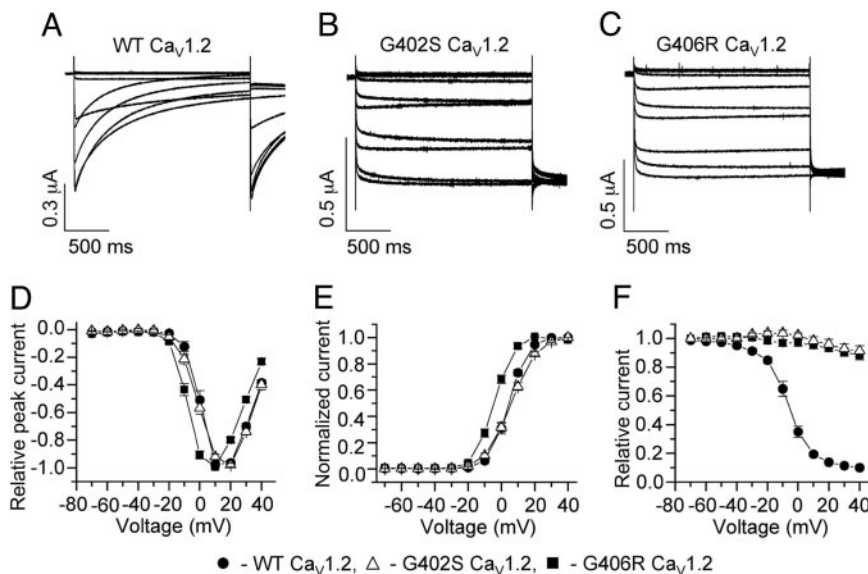 A
WT CaV1.2
0.3 µA
500 ms
B
G402S CaV1.2
0.5 µA
500 ms
C
G406R CaV1.2
0.5 µA
500 ms
D
Relative peak current
0.0
-0.2
-0.4
-0.6
-0.8
-1.0
-80 -60 -40 -20 0 20 40
Voltage (mV)
E
Normalized current
1.0
0.8
0.6
0.4
0.2
0.0
-60 -40 -20 0 20 40
Voltage (mV)
F
Relative current
1.0
0.8
0.6
0.4
0.2
0.0
-80 -60 -40 -20 0 20 40
Voltage (mV)
● - WT CaV1.2, △ - G402S CaV1.2, ■ - G406R CaV1.2